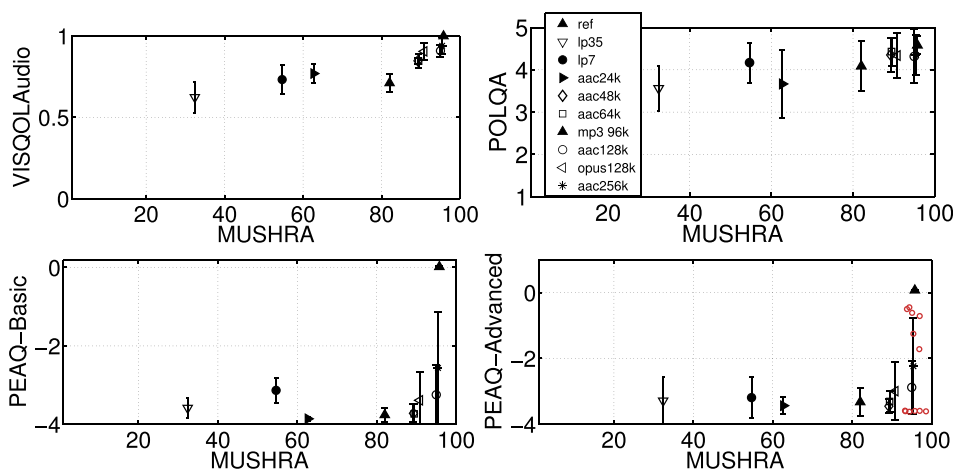 VISQOLAudio
1
0.5
0
20 40 60 80 100
MUSHRA
POLQA
5
4
3
2
1
20 40 60 80 100
MUSHRA
ref
lp35
lp7
aac24k
aac48k
aac64k
mp3 96k
aac128k
opus128k
aac256k
PEAQ−Basic
0
−2
−4
20 40 60 80 100
MUSHRA
PEAQ−Advanced
0
−2
−4
20 40 60 80 100
MUSHRA